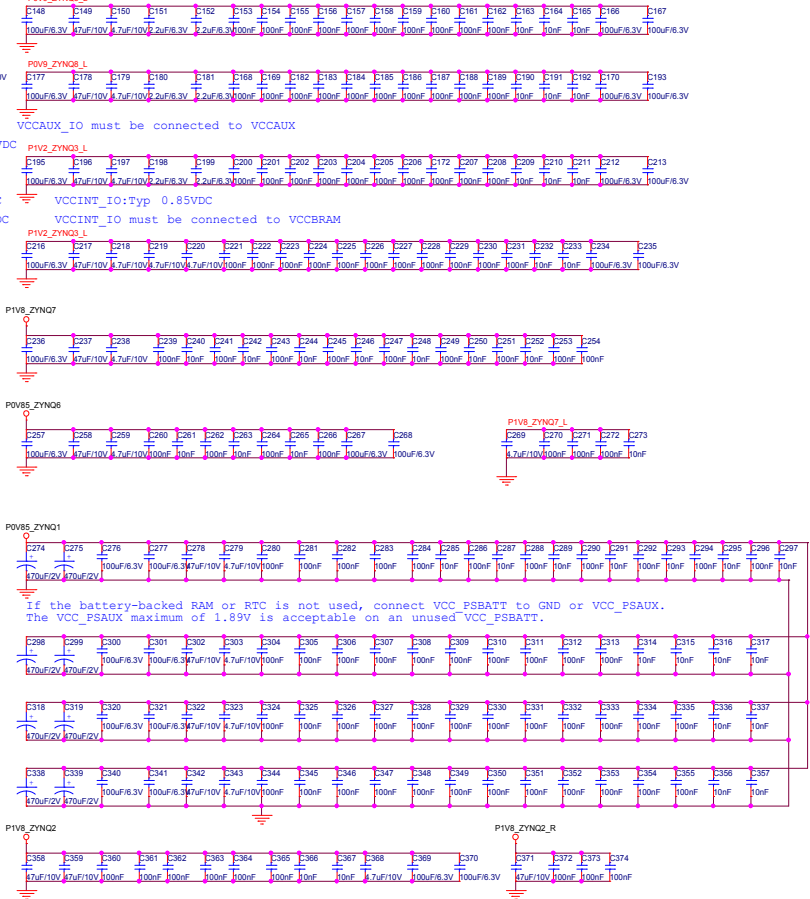 C148 C149 C150 C151 C152 C153 C154 C155 C156 C157 C158 C159 C160 C161 C162 C163 C164 C165 C166 C167
100uF/6.3V 47uF/10V 4.7uF/10V 2.2uF/6.3V 2.2uF/6.3V 100nF 100nF 100nF 100nF 100nF 100nF 100nF 100nF 100nF 100nF 10nF 10nF 10nF 100uF/6.3V 100uF/6.3V
P0V9_ZYNQ8_L
C177 C178 C179 C180 C181 C168 C169 C182 C183 C184 C185 C186 C187 C188 C189 C190 C191 C192 C170 C193
100uF/6.3V 47uF/10V 4.7uF/10V 2.2uF/6.3V 2.2uF/6.3V 100nF 100nF 100nF 100nF 100nF 100nF 100nF 100nF 100nF 100nF 10nF 10nF 10nF 100uF/6.3V 100uF/6.3V
VCCAUX_IO must be connected to VCCAUX
P1V2_ZYNQ3_L
C195 C196 C197 C198 C199 C200 C201 C202 C203 C204 C205 C206 C172 C207 C208 C209 C210 C211 C212 C213
100uF/6.3V 47uF/10V 4.7uF/10V 4.7uF/10V 4.7uF/10V 100nF 100nF 100nF 100nF 100nF 100nF 100nF 100nF 100nF 100nF 10nF 10nF 10nF 100uF/6.3V 100uF/6.3V
VCCINT_IO:Typ 0.85VDC
VCCINT_IO must be connected to VCCBRAM
P1V2_ZYNQ3_L
C216 C217 C218 C219 C220 C221 C222 C223 C224 C225 C226 C227 C228 C229 C230 C231 C232 C233 C234 C235
100uF/6.3V 47uF/10V 4.7uF/10V 4.7uF/10V 4.7uF/10V 100nF 100nF 100nF 100nF 100nF 100nF 100nF 100nF 100nF 100nF 100nF 10nF 10nF 100uF/6.3V 100uF/6.3V
P1V8_ZYNQ7
C236 C237 C238 C239 C240 C241 C242 C243 C244 C245 C246 C247 C248 C249 C250 C251 C252 C253 C254
100uF/6.3V 47uF/10V 4.7uF/10V 100nF 10nF 100nF 10nF 100nF 10nF 100nF 10nF 100nF 10nF 100nF 10nF 100nF 10nF 100nF 100nF
P0V85_ZYNQ6
P1V8_ZYNQ7_L
C257 C258 C259 C260 C261 C262 C263 C264 C265 C266 C267 C268 C269 C270 C271 C272 C273
100uF/6.3V 47uF/10V 4.7uF/10V 100nF 10nF 100nF 10nF 100nF 10nF 100nF 100uF/6.3V 100uF/6.3V 4.7uF/10V 100nF 100nF 100nF 10nF
P0V85_ZYNQ1
C274 C275 C276 C277 C278 C279 C280 C281 C282 C283 C284 C285 C286 C287 C288 C289 C290 C291 C292 C293 C294 C295 C296 C297
470uF/2V 470uF/2V 100uF/6.3V 100uF/6.3V 47uF/10V 4.7uF/10V 100nF 100nF 100nF 100nF 100nF 10nF 100nF 10nF 100nF 10nF 100nF 10nF 100nF 10nF 100nF 10nF 100nF 10nF
If the battery-backed RAM or RTC is not used, connect VCC_PSBATT to GND or VCC_PSAUX.
The VCC_PSAUX maximum of 1.89V is acceptable on an unused VCC_PSBATT.
C298 C299 C300 C301 C302 C303 C304 C305 C306 C307 C308 C309 C310 C311 C312 C313 C314 C315 C316 C317
470uF/2V 470uF/2V 100uF/6.3V 100uF/6.3V 47uF/10V 4.7uF/10V 100nF 100nF 100nF 100nF 100nF 100nF 100nF 100nF 100nF 100nF 100nF 10nF 10nF 10nF
C318 C319 C320 C321 C322 C323 C324 C325 C326 C327 C328 C329 C330 C331 C332 C333 C334 C335 C336 C337
470uF/2V 470uF/2V 100uF/6.3V 100uF/6.3V 47uF/10V 4.7uF/10V 100nF 100nF 100nF 100nF 100nF 100nF 100nF 100nF 100nF 100nF 100nF 100nF 10nF 10nF
C338 C339 C340 C341 C342 C343 C344 C345 C346 C347 C348 C349 C350 C351 C352 C353 C354 C355 C356 C357
470uF/2V 470uF/2V 100uF/6.3V 100uF/6.3V 47uF/10V 4.7uF/10V 100nF 100nF 100nF 100nF 100nF 100nF 100nF 100nF 100nF 100nF 100nF 10nF 10nF 10nF
P1V8_ZYNQ2 P1V8_ZYNQ2_R
C358 C359 C360 C361 C362 C363 C364 C365 C366 C367 C368 C369 C370 C371 C372 C373 C374
47uF/10V 47uF/10V 100nF 100nF 100nF 100nF 100nF 100nF 100nF 10nF 4.7uF/10V 100uF/6.3V 100uF/6.3V 47uF/10V 100nF 100nF 100nF